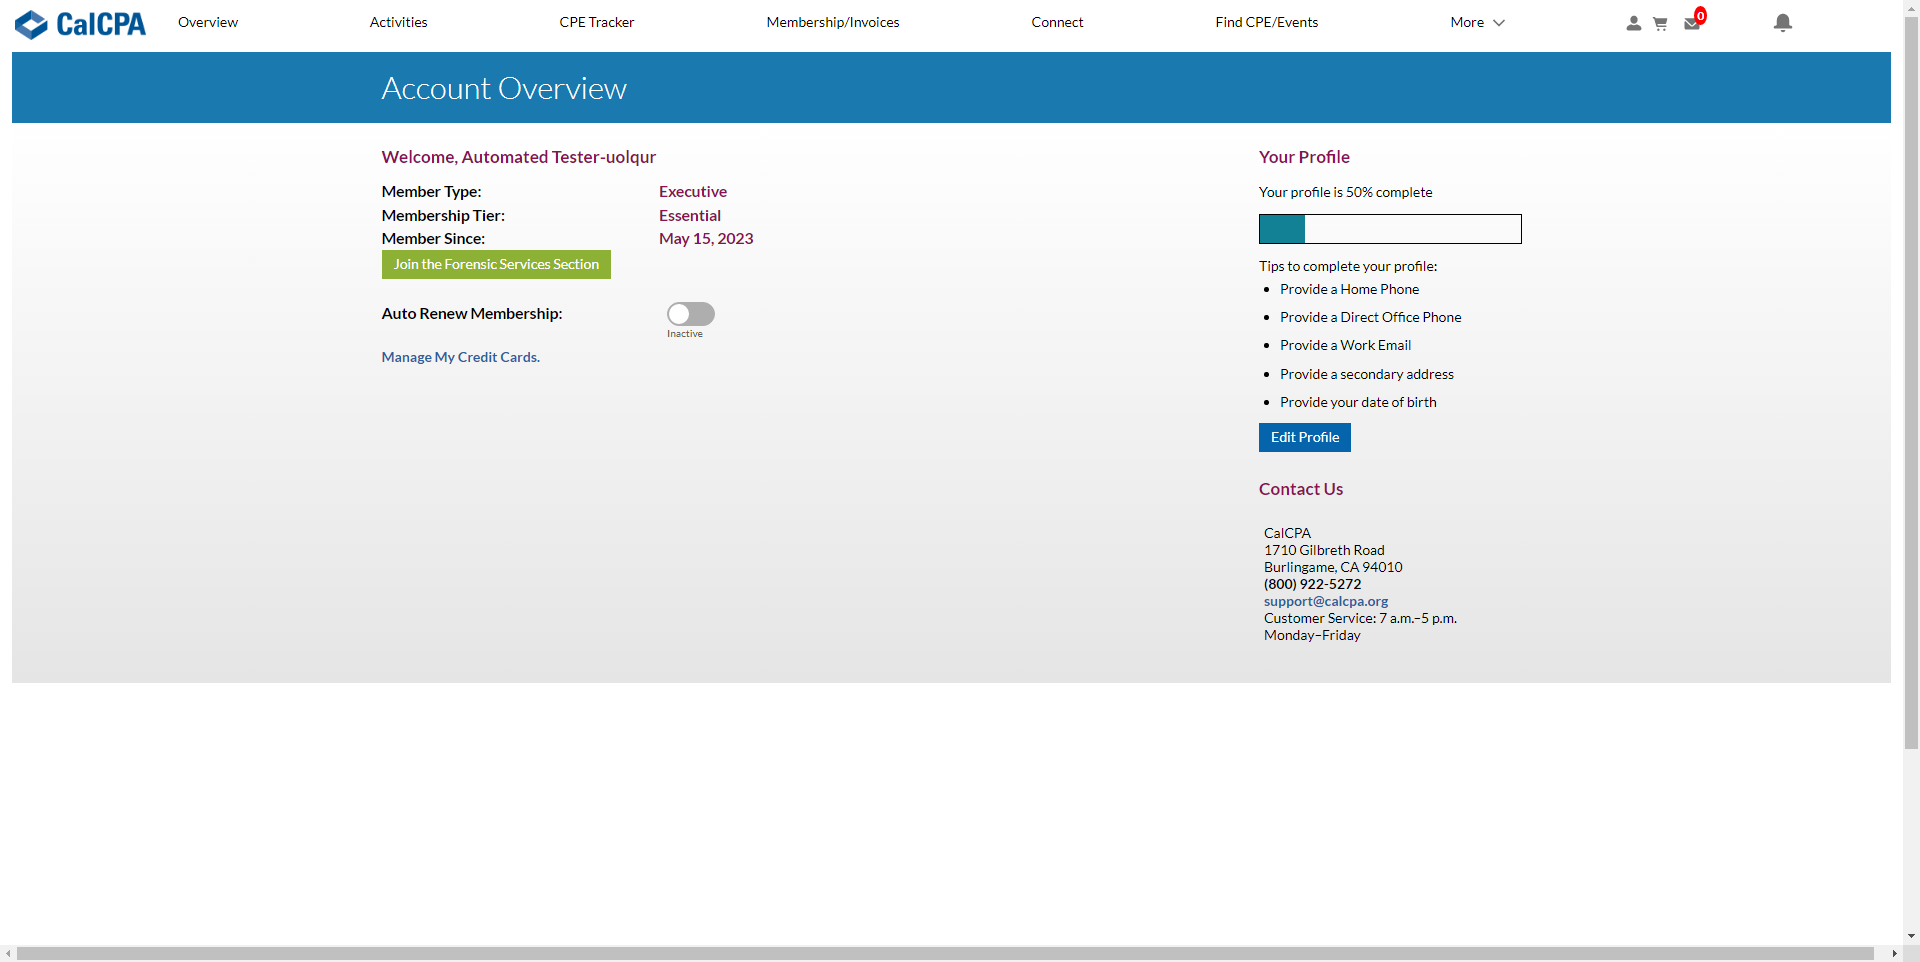 CalCPA
Overview
Activities
CPE Tracker
Membership/Invoices
Connect
Find CPE/Events
More
0
Account Overview
Welcome, Automated Tester-uolqur
Member Type: Executive
Membership Tier: Essential
Member Since: May 15, 2023
Join the Forensic Services Section
Auto Renew Membership:
Inactive
Manage My Credit Cards.
Your Profile
Your profile is 50% complete
Tips to complete your profile:
Provide a Home Phone
Provide a Direct Office Phone
Provide a Work Email
Provide a secondary address
Provide your date of birth
Edit Profile
Contact Us
CalCPA
1710 Gilbreth Road
Burlingame, CA 94010
(800) 922-5272
support@calcpa.org
Customer Service: 7 a.m.–5 p.m.
Monday–Friday